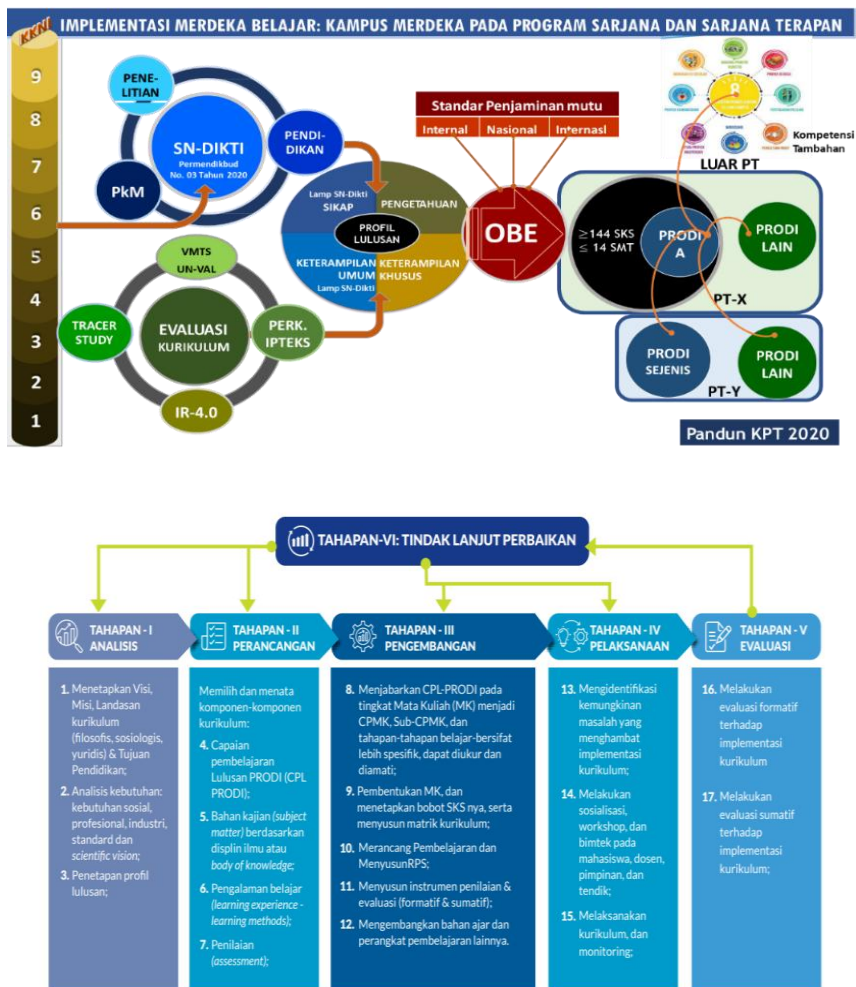 KKNI
IMPLEMENTASI MERDEKA BELAJAR: KAMPUS MERDEKA PADA PROGRAM SARJANA DAN SARJANA TERAPAN
9
8
7
6
5
4
3
2
1
PENE-
LITIAN
SN-DIKTI
Permendikbud
No. 03 Tahun 2020
PENDI-
DIKAN
PkM
VMTS
UN-VAL
TRACER
STUDY
EVALUASI
KURIKULUM
PERK.
IPTEKS
IR-4.0
Lamp SN-Dikti
SIKAP
PENGETAHUAN
PROFIL
LULUSAN
KETERAMPILAN
UMUM
Lamp SN-Dikti
KETERAMPILAN
KHUSUS
Standar Penjaminan mutu
Internal
Nasional
Internasl
OBE
8
Kompetensi
Tambahan
LUAR PT
≥144 SKS
≤ 14 SMT
PRODI
A
PRODI
LAIN
PT-X
PRODI
SEJENIS
PRODI
LAIN
PT-Y
Pandun KPT 2020
TAHAPAN-VI: TINDAK LANJUT PERBAIKAN
TAHAPAN - I
ANALISIS
1. Menetapkan Visi,
Misi, Landasan
kurikulum
(filosofis, sosiologis,
yuridis) & Tujuan
Pendidikan;
2. Analisis kebutuhan:
kebutuhan sosial,
profesional, industri,
standard dan
scientific vision;
3. Penetapan profil
lulusan;
TAHAPAN - II
PERANCANGAN
Memilih dan menata
komponen-komponen
kurikulum:
4. Capaian
pembelajaran
Lulusan PRODI (CPL
PRODI);
5. Bahan kajian (subject
matter) berdasarkan
displin ilmu atau
body of knowledge;
6. Pengalaman belajar
(learning experience -
learning methods);
7. Penilaian
(assessment);
TAHAPAN - III
PENGEMBANGAN
8. Menjabarkan CPL-PRODI pada
tingkat Mata Kuliah (MK) menjadi
CPMK, Sub-CPMK, dan
tahapan-tahapan belajar-bersifat
lebih spesifik, dapat diukur dan
diamati;
9. Pembentukan MK, dan
menetapkan bobot SKS nya, serta
menyusun matrik kurikulum;
10. Merancang Pembelajaran dan
MenyusunRPS;
11. Menyusun instrumen penilaian &
evaluasi (formatif & sumatif);
12. Mengembangkan bahan ajar dan
perangkat pembelajaran lainnya.
TAHAPAN - IV
PELAKSANAAN
13. Mengidentifikasi
kemungkinan
masalah yang
menghambat
implementasi
kurikulum;
14. Melakukan
sosialisasi,
workshop, dan
bimtek pada
mahasiswa, dosen,
pimpinan, dan
tendik;
15. Melaksanakan
kurikulum, dan
monitoring;
TAHAPAN - V
EVALUASI
16. Melakukan
evaluasi formatif
terhadap
implementasi
kurikulum
17. Melakukan
evaluasi sumatif
terhadap
implementasi
kurikulum;